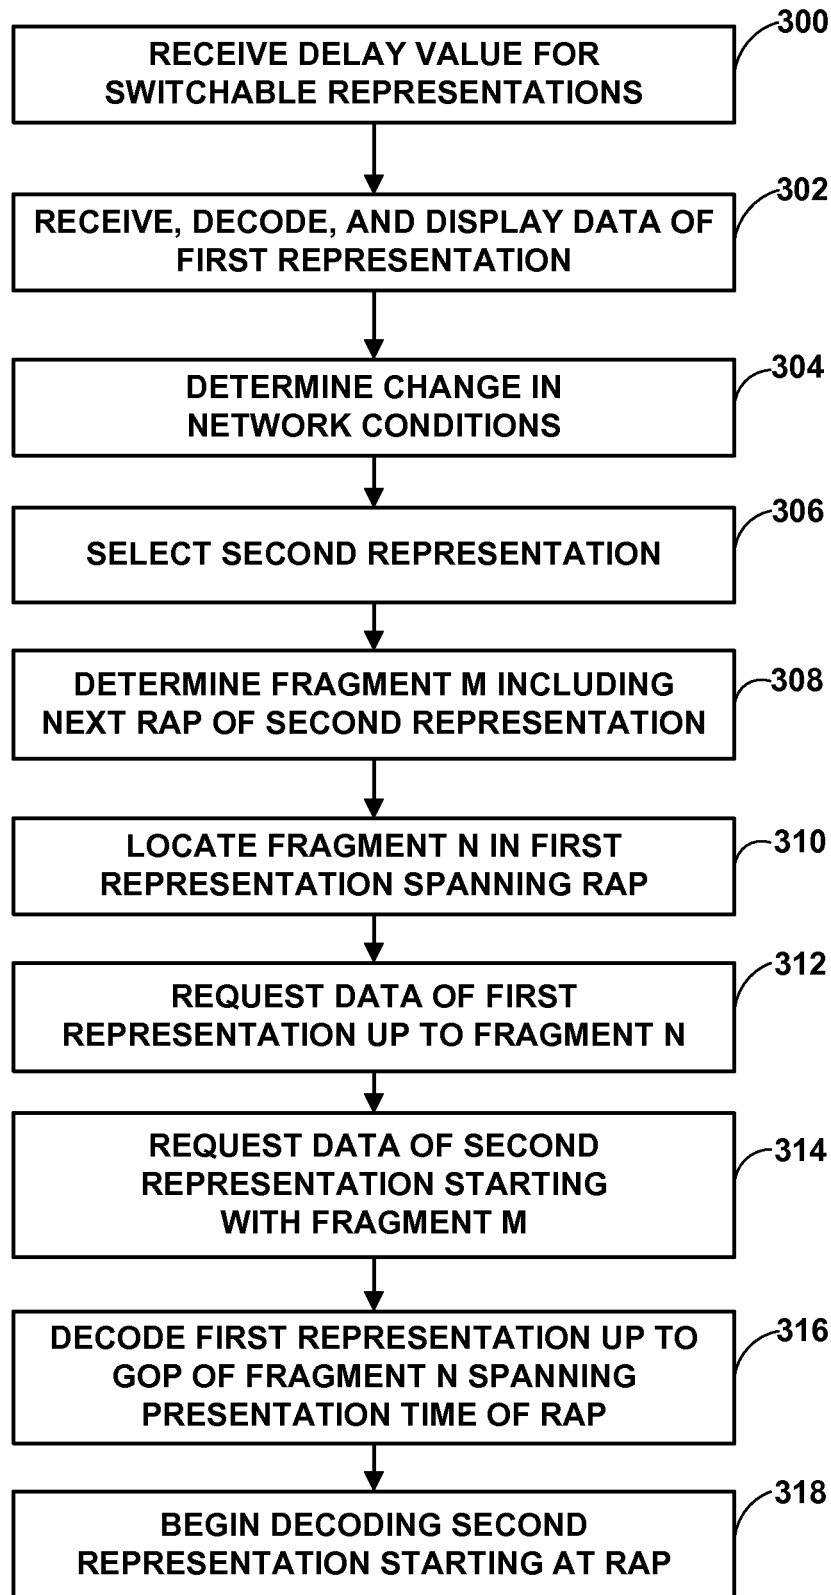 300
RECEIVE DELAY VALUE FOR
SWITCHABLE REPRESENTATIONS
302
RECEIVE, DECODE, AND DISPLAY DATA OF
FIRST REPRESENTATION
304
DETERMINE CHANGE IN
NETWORK CONDITIONS
306
SELECT SECOND REPRESENTATION
308
DETERMINE FRAGMENT M INCLUDING
NEXT RAP OF SECOND REPRESENTATION
310
LOCATE FRAGMENT N IN FIRST
REPRESENTATION SPANNING RAP
312
REQUEST DATA OF FIRST
REPRESENTATION UP TO FRAGMENT N
314
REQUEST DATA OF SECOND
REPRESENTATION STARTING
WITH FRAGMENT M
316
DECODE FIRST REPRESENTATION UP TO
GOP OF FRAGMENT N SPANNING
PRESENTATION TIME OF RAP
318
BEGIN DECODING SECOND
REPRESENTATION STARTING AT RAP